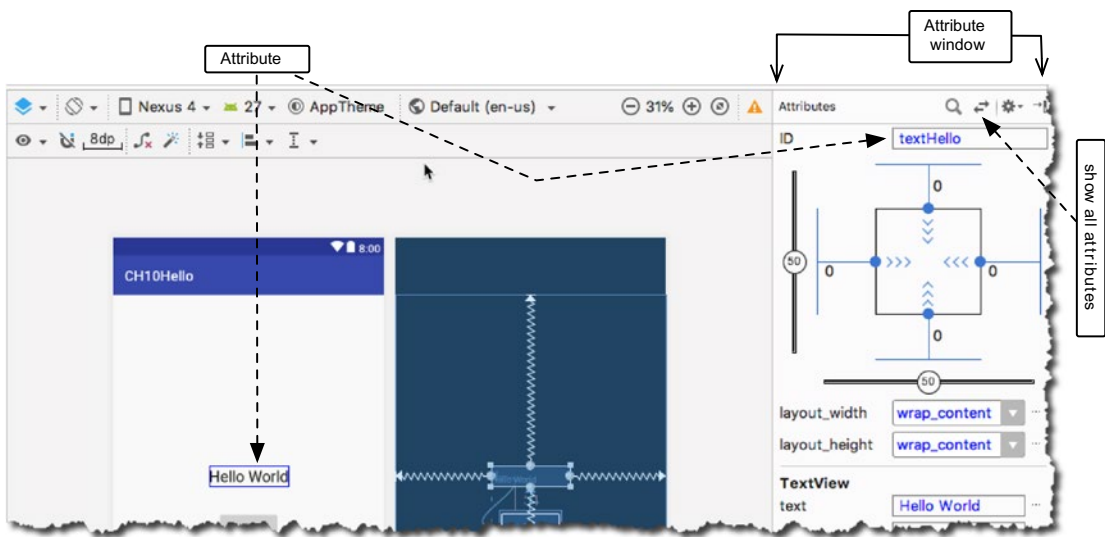 Attribute
Attribute
window
Nexus 4
27
AppTheme
Default (en-us)
31%
Attributes
8dp
ID
textHello
show all attributes
8:00
CH10Hello
0
50
0
0
0
50
layout_width
wrap_content
layout_height
wrap_content
Hello World
TextView
text
Hello World